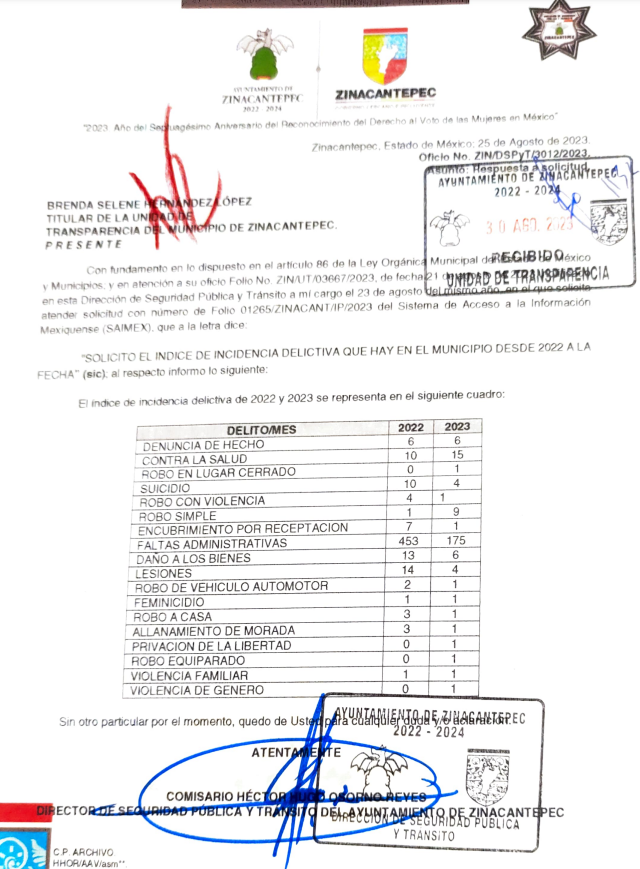 AYUNTAMIENTO DE
ZINACANTEPEC
2022 - 2024
ZINACANTEPEC
ZINACANTEPEC
"2023 Año del Septuagésimo Aniversario del Reconocimiento del Derecho al Voto de las Mujeres en México"
Zinacantepec, Estado de México; 25 de Agosto de 2023.
Oficio No. ZIN/DSPyT/3012/2023.
Asunto: Respuesta a solicitud.
AYUNTAMIENTO DE ZINACANTEPEC
2022 - 2024
30 AGO. 2023
RECIBIDO
UNIDAD DE TRANSPARENCIA
BRENDA SELENE HERNÁNDEZ LÓPEZ
TITULAR DE LA UNIDAD DE
TRANSPARENCIA DEL MUNICIPIO DE ZINACANTEPEC.
P R E S E N T E
Con fundamento en lo dispuesto en el artículo 86 de la Ley Orgánica Municipal del Estado de México
y Municipios; y en atención a su oficio Folio No. ZIN/UT/03667/2023, de fecha 21 de
en esta Dirección de Seguridad Pública y Tránsito a mi cargo el 23 de agosto del mismo año, en el que solicita
atender solicitud con número de Folio 01265/ZINACANT/IP/2023 del Sistema de Acceso a la Información
Mexiquense (SAIMEX), que a la letra dice:
"SOLICITO EL INDICE DE INCIDENCIA DELICTIVA QUE HAY EN EL MUNICIPIO DESDE 2022 A LA
FECHA" (sic); al respecto informo lo siguiente:
El índice de incidencia delictiva de 2022 y 2023 se representa en el siguiente cuadro:
DELITO/MES 2022 2023
DENUNCIA DE HECHO 6 6
CONTRA LA SALUD 10 15
ROBO EN LUGAR CERRADO 0 1
SUICIDIO 10 4
ROBO CON VIOLENCIA 4 1
ROBO SIMPLE 1 9
ENCUBRIMIENTO POR RECEPTACION 7 1
FALTAS ADMINISTRATIVAS 453 175
DAÑO A LOS BIENES 13 6
LESIONES 14 4
ROBO DE VEHICULO AUTOMOTOR 2 1
FEMINICIDIO 1 1
ROBO A CASA 3 1
ALLANAMIENTO DE MORADA 3 1
PRIVACION DE LA LIBERTAD 0 1
ROBO EQUIPARADO 0 1
VIOLENCIA FAMILIAR 1 1
VIOLENCIA DE GENERO 0 1
Sin otro particular por el momento, quedo de Usted para cualquier duda y/o aclaración.
AYUNTAMIENTO DE ZINACANTEPEC
2022 - 2024
ATENTAMENTE
COMISARIO HÉCTOR HUGO OSORNO REYES
DIRECTOR DE SEGURIDAD PÚBLICA Y TRÁNSITO DEL AYUNTAMIENTO DE ZINACANTEPEC
DIRECCIÓN DE SEGURIDAD PÚBLICA
Y TRANSITO
C.P. ARCHIVO
HHOR/AAV/asm**